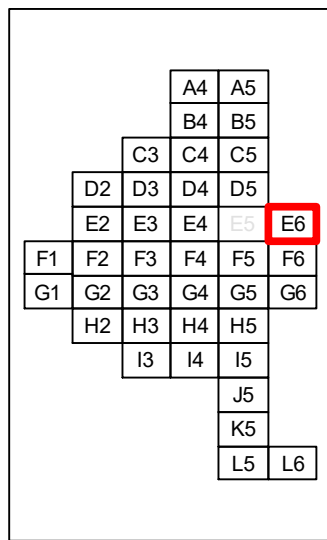 A4 A5
B4 B5
C3 C4 C5
D2 D3 D4 D5
E2 E3 E4 E5 E6
F1 F2 F3 F4 F5 F6
G1 G2 G3 G4 G5 G6
H2 H3 H4 H5
I3 I4 I5
J5
K5
L5 L6